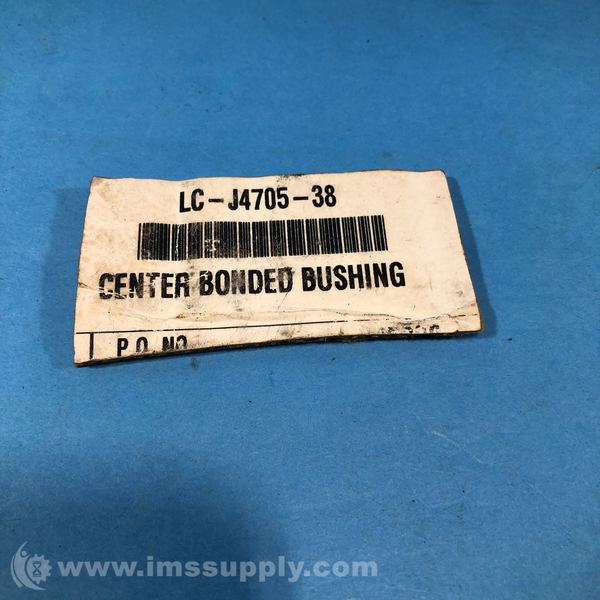 LC-J4705-38
CENTER BONDED BUSHING
P.O. NO.
www.imssupply.com